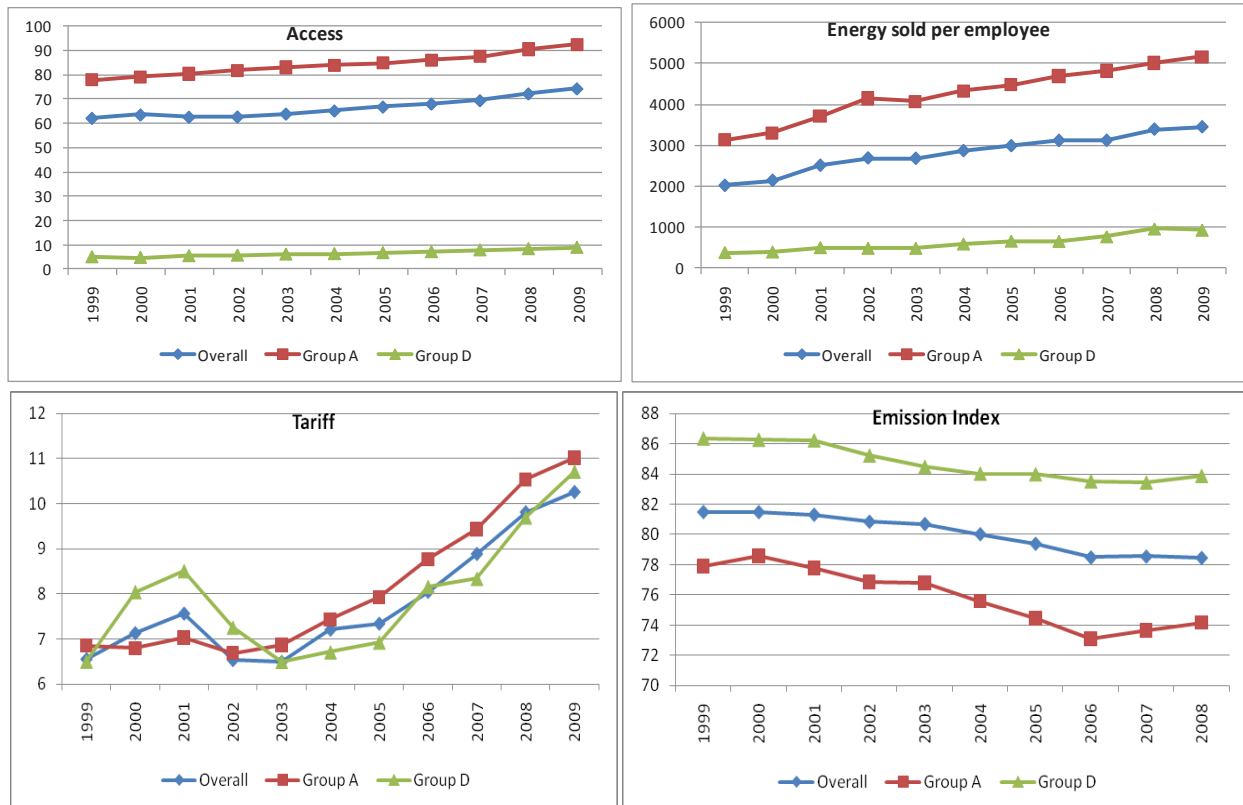 Access
100
90
80
70
60
50
40
30
20
10
0
1999 2000 2001 2002 2003 2004 2005 2006 2007 2008 2009
Overall Group A Group D
Energy sold per employee
6000
5000
4000
3000
2000
1000
0
1999 2000 2001 2002 2003 2004 2005 2006 2007 2008 2009
Overall Group A Group D
Tariff
12
11
10
9
8
7
6
1999 2000 2001 2002 2003 2004 2005 2006 2007 2008 2009
Overall Group A Group D
Emission Index
88
86
84
82
80
78
76
74
72
70
1999 2000 2001 2002 2003 2004 2005 2006 2007 2008
Overall Group A Group D